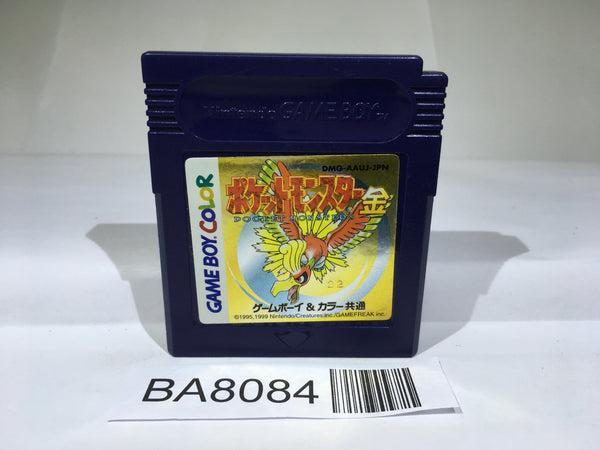 Nintendo GAME BOY TM
DMG-AAUJ-JPN
ポケットモンスター金
POCKET MONSTERS
GAME BOY COLOR
22
ゲームボーイ & カラー共通
©1995,1999 Nintendo/Creatures inc./GAMEFREAK inc.
BA8084